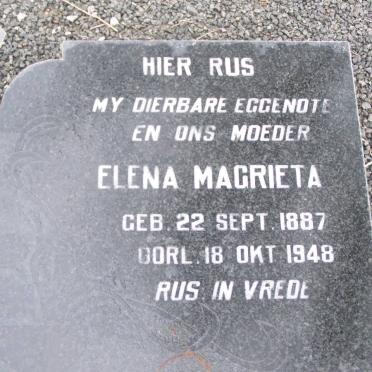 HIER RUS
MY DIERBARE EGGENOTE
EN ONS MOEDER
ELENA MAGRIETA
GEB. 22 SEPT. 1887
OORL. 18 OKT 1948
RUS IN VREDE